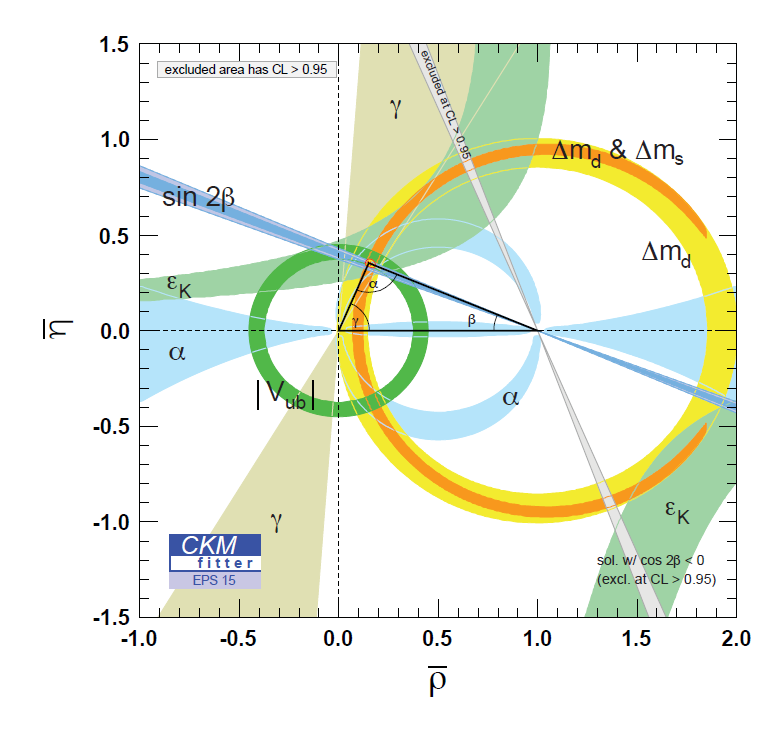 1.5
excluded area has CL > 0.95
γ
excluded at CL > 0.95
1.0
Δm_d & Δm_s
sin 2β
0.5
Δm_d
ε_K
α
γ
β
η̅
0.0
α
|V_ub|
α
-0.5
ε_K
-1.0
γ
CKM
fitter
EPS 15
sol. w/ cos 2β < 0
(excl. at CL > 0.95)
-1.5
-1.0 -0.5 0.0 0.5 1.0 1.5 2.0
ρ̅